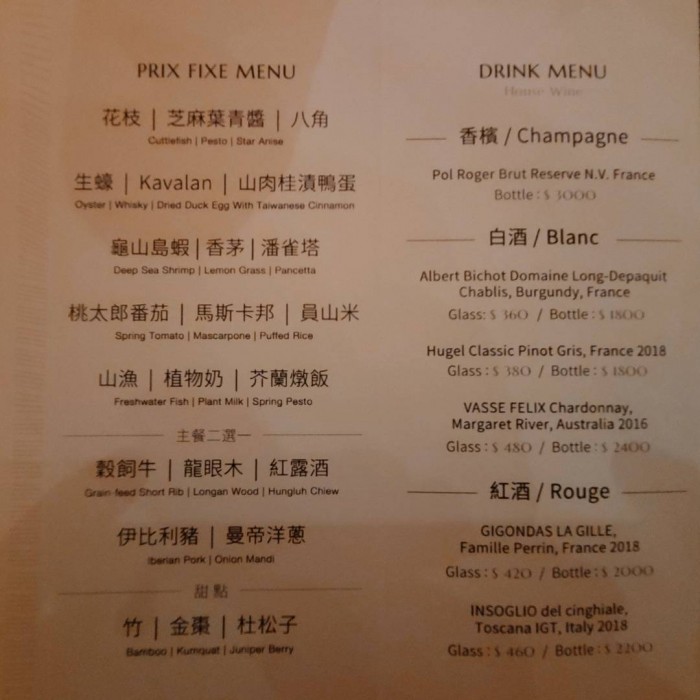 PRIX FIXE MENU
花枝 | 芝麻葉青醬 | 八角
Cuttlefish | Pesto | Star Anise
生蠔 | Kavalan | 山肉桂漬鴨蛋
Oyster | Whisky | Dried Duck Egg With Taiwanese Cinnamon
龜山島蝦 | 香茅 | 潘雀塔
Deep Sea Shrimp | Lemon Grass | Pancetta
桃太郎番茄 | 馬斯卡邦 | 員山米
Spring Tomato | Mascarpone | Puffed Rice
山漁 | 植物奶 | 芥蘭燉飯
Freshwater Fish | Plant Milk | Spring Pesto
主餐二選一
穀飼牛 | 龍眼木 | 紅露酒
Grain-feed Short Rib | Longan Wood | Hungluh Chiew
伊比利豬 | 曼帝洋蔥
Iberian Pork | Onion Mandi
甜點
竹 | 金棗 | 杜松子
Bamboo | Kumquat | Juniper Berry
DRINK MENU
House Wine
香檳 / Champagne
Pol Roger Brut Reserve N.V. France
Bottle : $ 3000
白酒 / Blanc
Albert Bichot Domaine Long-Depaquit
Chablis, Burgundy, France
Glass: $ 360 / Bottle : $ 1800
Hugel Classic Pinot Gris, France 2018
Glass : $ 380 / Bottle : $ 1800
VASSE FELIX Chardonnay,
Margaret River, Australia 2016
Glass : $ 480 / Bottle : $ 2400
紅酒 / Rouge
GIGONDAS LA GILLE,
Famille Perrin, France 2018
Glass : $ 420 / Bottle : $ 2000
INSOGLIO del cinghiale,
Toscana IGT, Italy 2018
Glass : $ 460 / Bottle : $ 2200